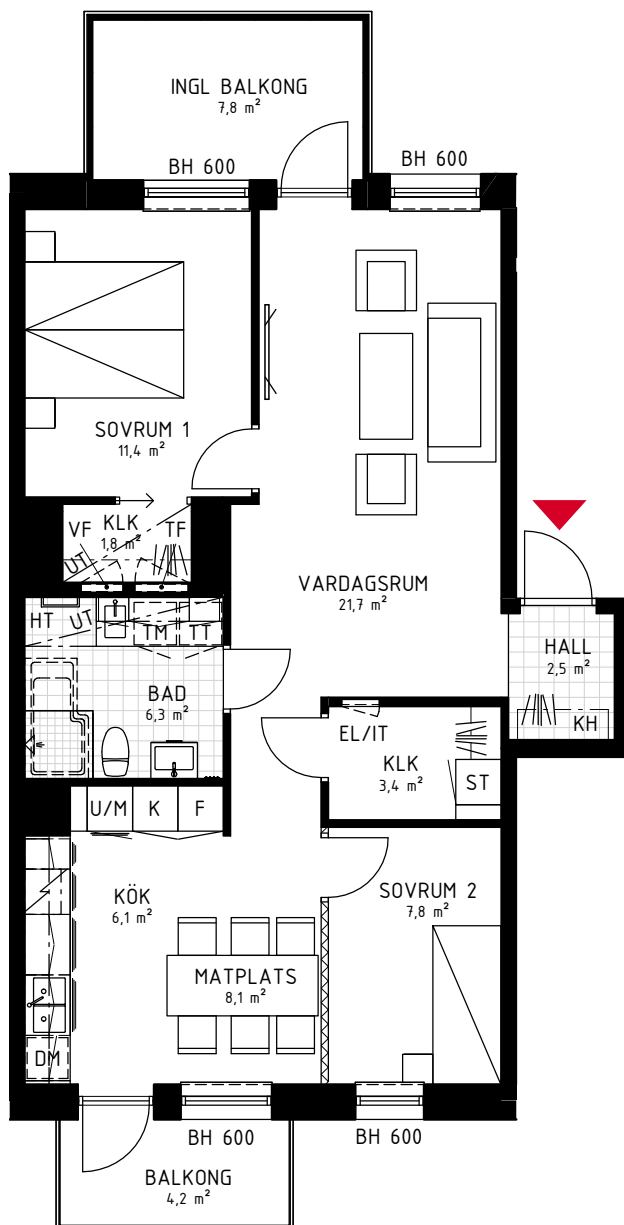 INGL BALKONG
7,8 m²
BH 600
BH 600
SOVRUM 1
11,4 m²
VF
KLK
1,8 m²
TF
UT
VARDAGSRUM
21,7 m²
HT
UT
TM
TT
HALL
2,5 m²
KH
BAD
6,3 m²
EL/IT
KLK
3,4 m²
ST
U/M
K
F
KÖK
6,1 m²
SOVRUM 2
7,8 m²
MATPLATS
8,1 m²
DM
BH 600
BH 600
BALKONG
4,2 m²